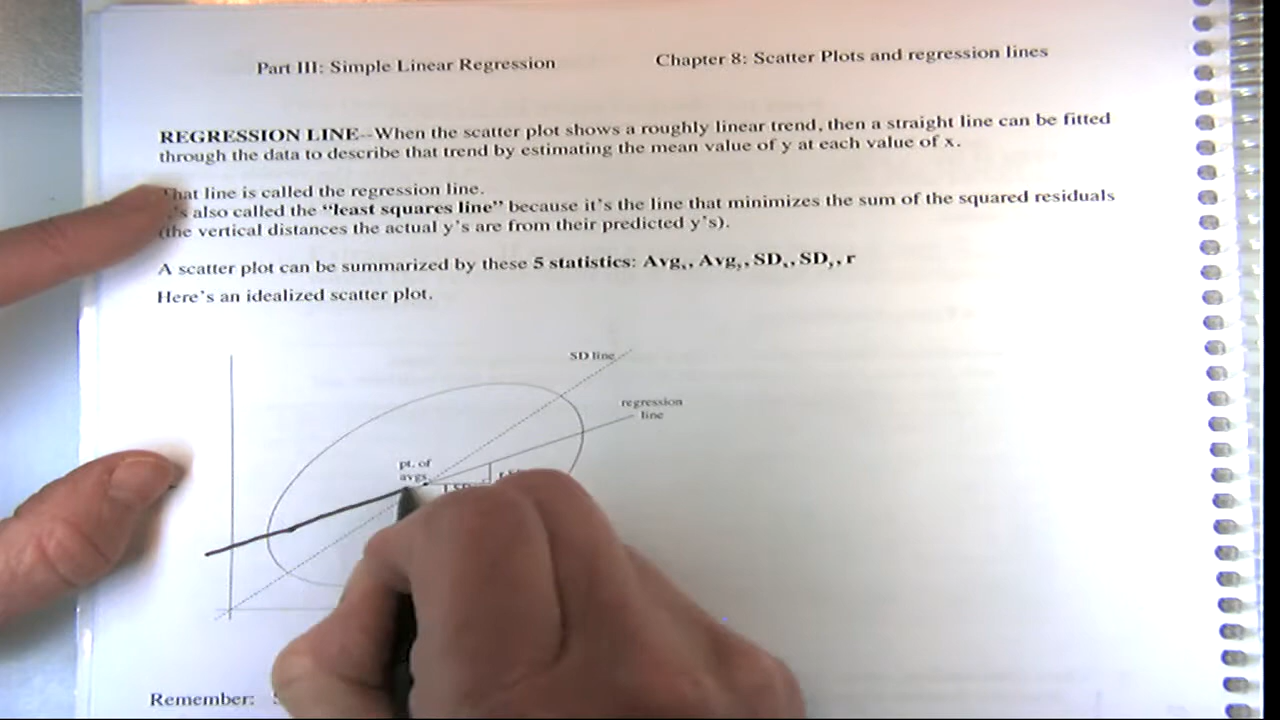 Part III: Simple Linear Regression Chapter 8: Scatter Plots and regression lines
REGRESSION LINE--When the scatter plot shows a roughly linear trend, then a straight line can be fitted
through the data to describe that trend by estimating the mean value of y at each value of x.
That line is called the regression line.
also called the "least squares line" because it's the line that minimizes the sum of the squared residuals
(the vertical distances the actual y's are from their predicted y's).
A scatter plot can be summarized by these 5 statistics: Avgₓ, Avgᵧ, SDₓ, SDᵧ, r
Here's an idealized scatter plot.
SD line
regression
line
pt. of
avgs
Remember: